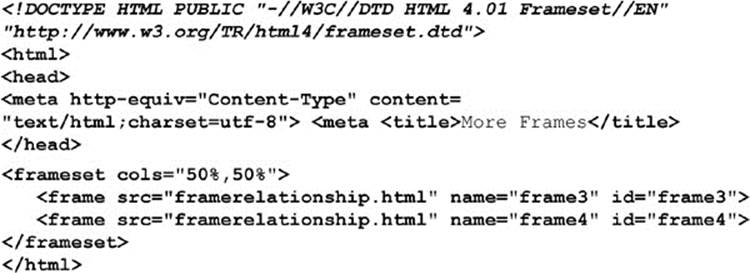 <!DOCTYPE HTML PUBLIC "-//W3C//DTD HTML 4.01 Frameset//EN"
"http://www.w3.org/TR/html4/frameset.dtd">
<html>
<head>
<meta http-equiv="Content-Type" content=
"text/html;charset=utf-8"> <meta <title>More Frames</title>
</head>
<frameset cols="50%,50%">
<frame src="framerelationship.html" name="frame3" id="frame3">
<frame src="framerelationship.html" name="frame4" id="frame4">
</frameset>
</html>